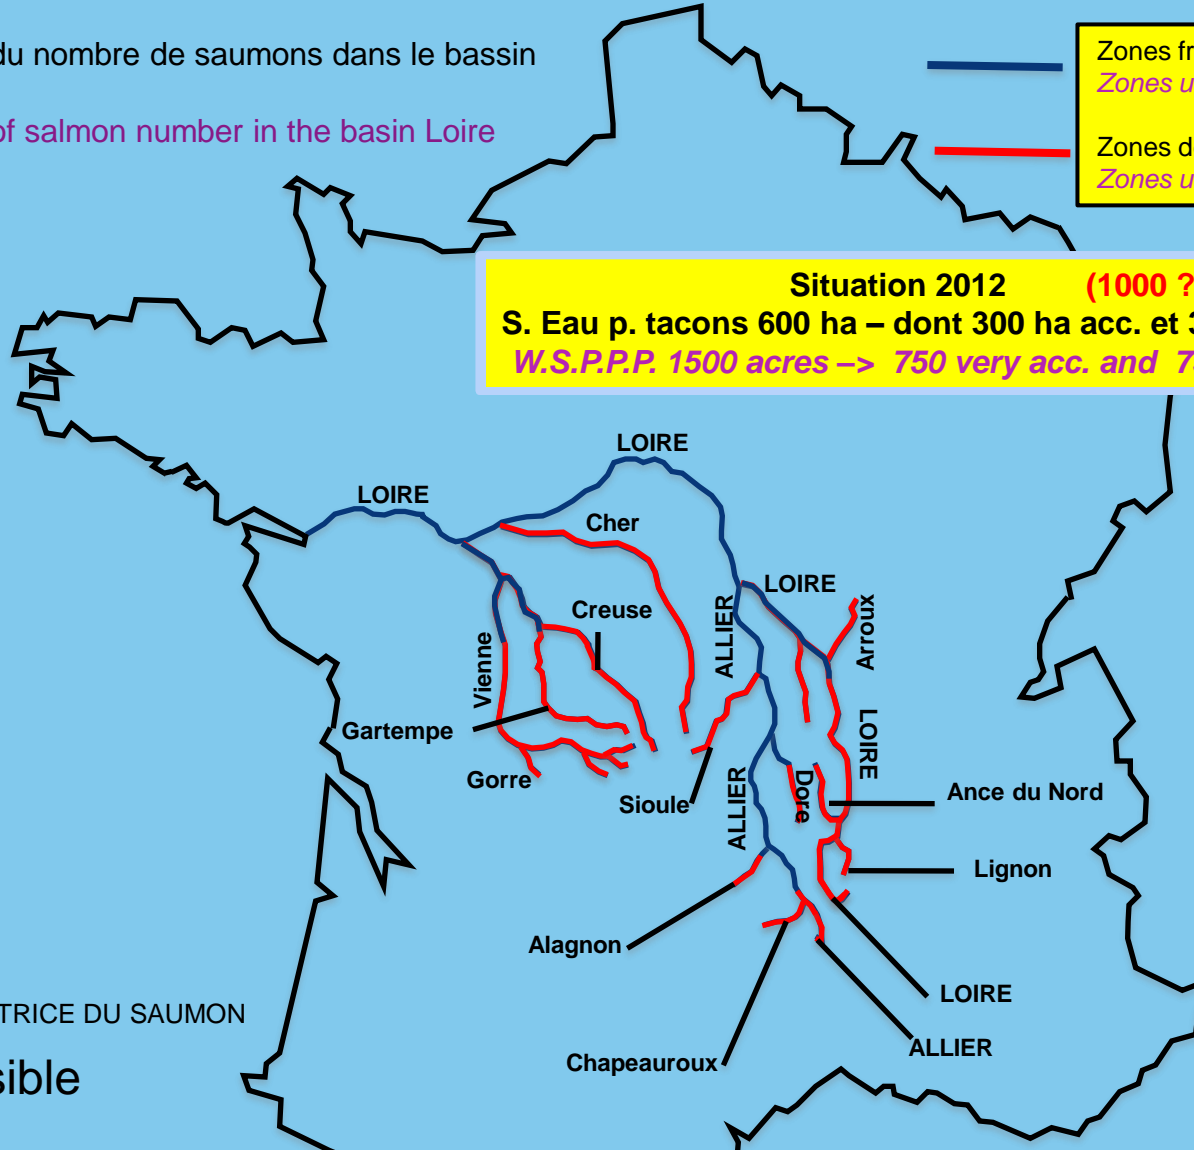 du nombre de saumons dans le bassin
of salmon number in the basin Loire
Zones
Zones
Zones
Zones
Situation 2012 (1000 ?
S. Eau p. tacons 600 ha – dont 300 ha acc. et 3
W.S.P.P.P. 1500 acres –> 750 very acc. and 7
LOIRE
LOIRE
Cher
LOIRE
Creuse
ALLIER
Arroux
Vienne
Gartempe
LOIRE
Gorre
Sioule
ALLIER
Dore
Ance du Nord
Lignon
Alagnon
LOIRE
TRICE DU SAUMON
ALLIER
Chapeauroux
sible